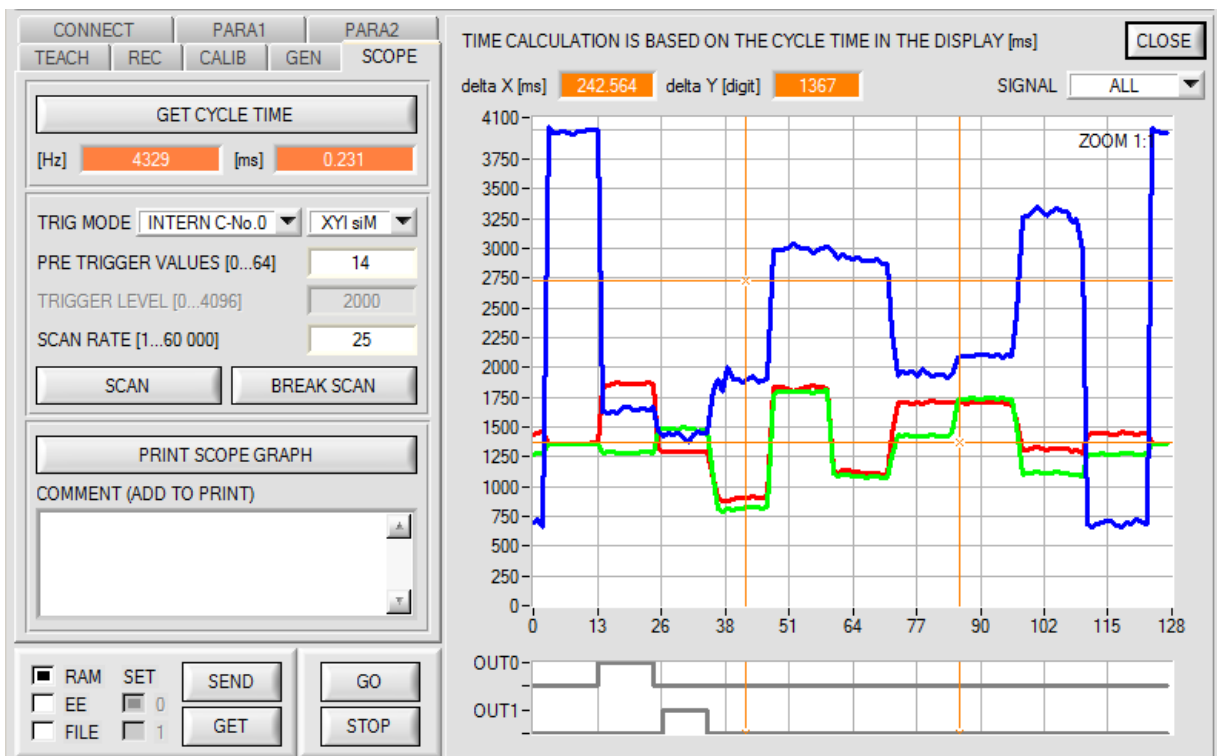 CONNECT PARA1 PARA2
TEACH REC CALIB GEN SCOPE
GET CYCLE TIME
[Hz] 4329 [ms] 0.231
TRIG MODE INTERN C-No.0 XYI siM
PRE TRIGGER VALUES [0...64] 14
TRIGGER LEVEL [0...4096] 2000
SCAN RATE [1...60 000] 25
SCAN BREAK SCAN
PRINT SCOPE GRAPH
COMMENT (ADD TO PRINT)
RAM SET SEND GO
EE 0
FILE 1 GET STOP
TIME CALCULATION IS BASED ON THE CYCLE TIME IN THE DISPLAY [ms] CLOSE
delta X [ms] 242.564 delta Y [digit] 1367 SIGNAL ALL
4100
ZOOM 1:1
3750
3500
3250
3000
2750
2500
2250
2000
1750
1500
1250
1000
750
500
250
0
0 13 26 38 51 64 77 90 102 115 128
OUT0
OUT1